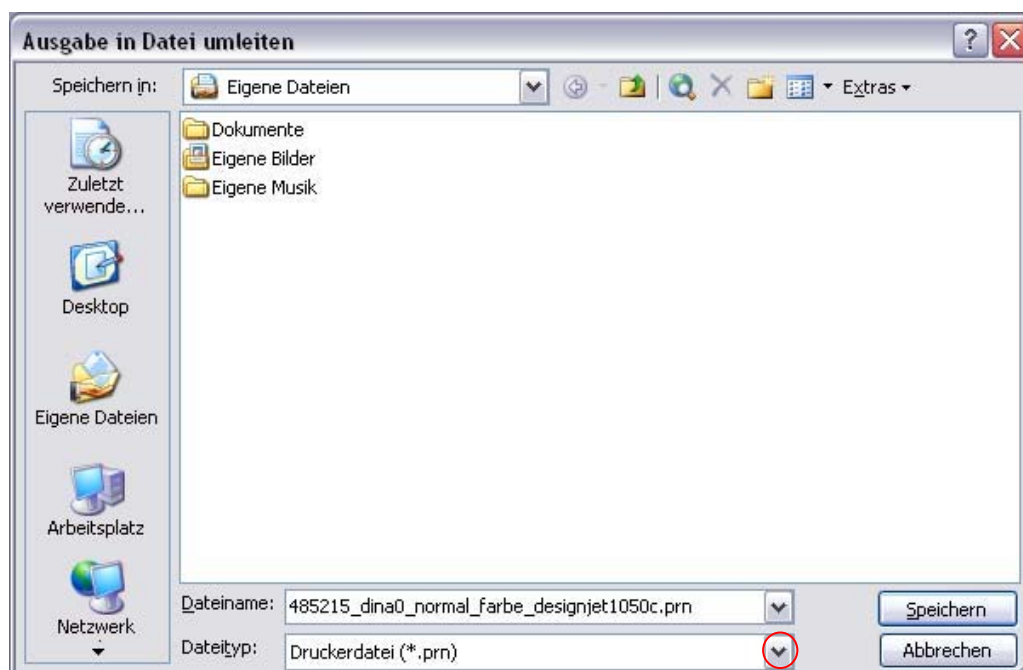 Ausgabe in Datei umleiten
?
Speichern in: Eigene Dateien Extras
Zuletzt
verwende...
Desktop
Eigene Dateien
Arbeitsplatz
Netzwerk
Dokumente
Eigene Bilder
Eigene Musik
Dateiname: 485215_dina0_normal_farbe_designjet1050c.prn Speichern
Dateityp: Druckerdatei (*.prn) Abbrechen